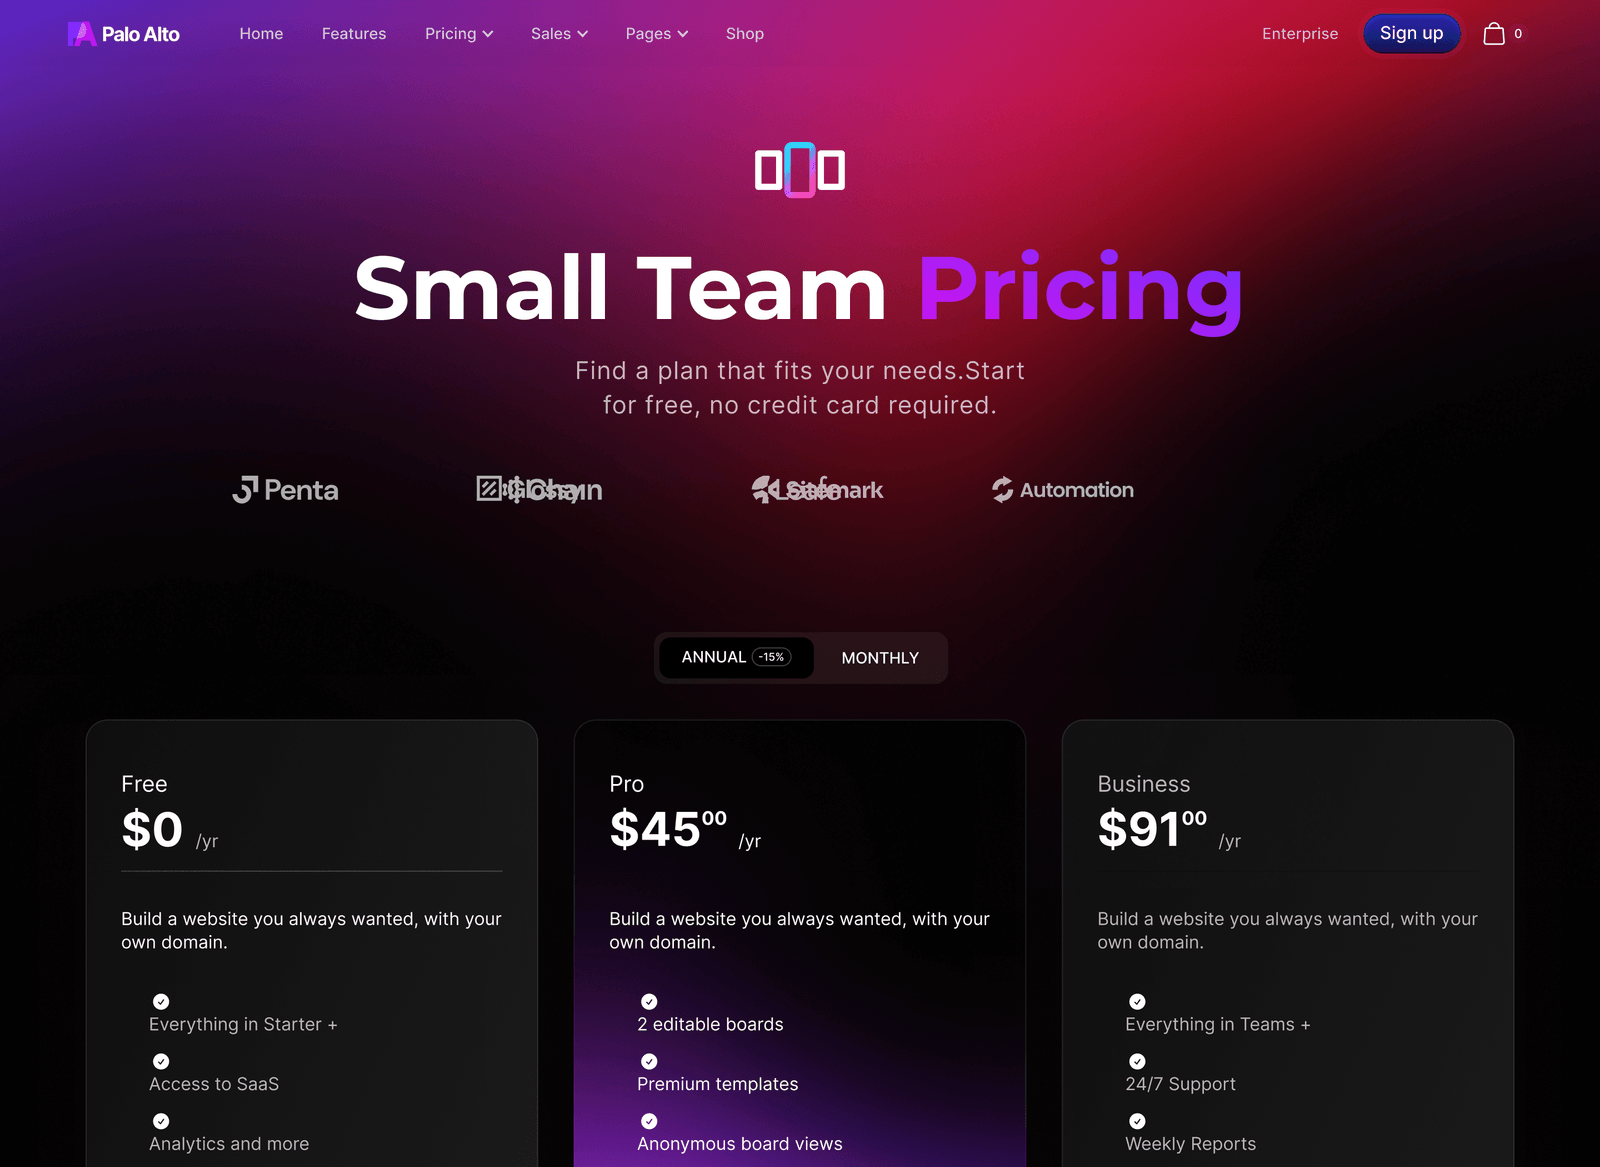 Palo Alto
Home Features Pricing Sales Pages Shop
Enterprise Sign up 0
Small Team Pricing
Find a plan that fits your needs.Start
for free, no credit card required.
Penta
Glossy Chain
Safe Sitemark
Automation
ANNUAL -15% MONTHLY
Free
$0 /yr
Build a website you always wanted, with your
own domain.
Everything in Starter +
Access to SaaS
Analytics and more
Pro
$45 00 /yr
Build a website you always wanted, with your
own domain.
2 editable boards
Premium templates
Anonymous board views
Business
$91 00 /yr
Build a website you always wanted, with your
own domain.
Everything in Teams +
24/7 Support
Weekly Reports